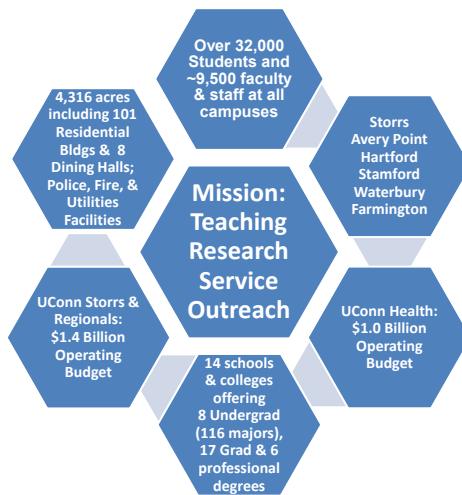 Over 32,000
Students and
~9,500 faculty
& staff at all
campuses
4,316 acres
including 101
Residential
Bldgs & 8
Dining Halls;
Police, Fire, &
Utilities
Facilities
Storrs
Avery Point
Hartford
Stamford
Waterbury
Farmington
Mission:
Teaching
Research
Service
Outreach
UConn Storrs &
Regionals:
$1.4 Billion
Operating
Budget
UConn Health:
$1.0 Billion
Operating
Budget
14 schools
& colleges
offering
8 Undergrad
(116 majors),
17 Grad & 6
professional
degrees